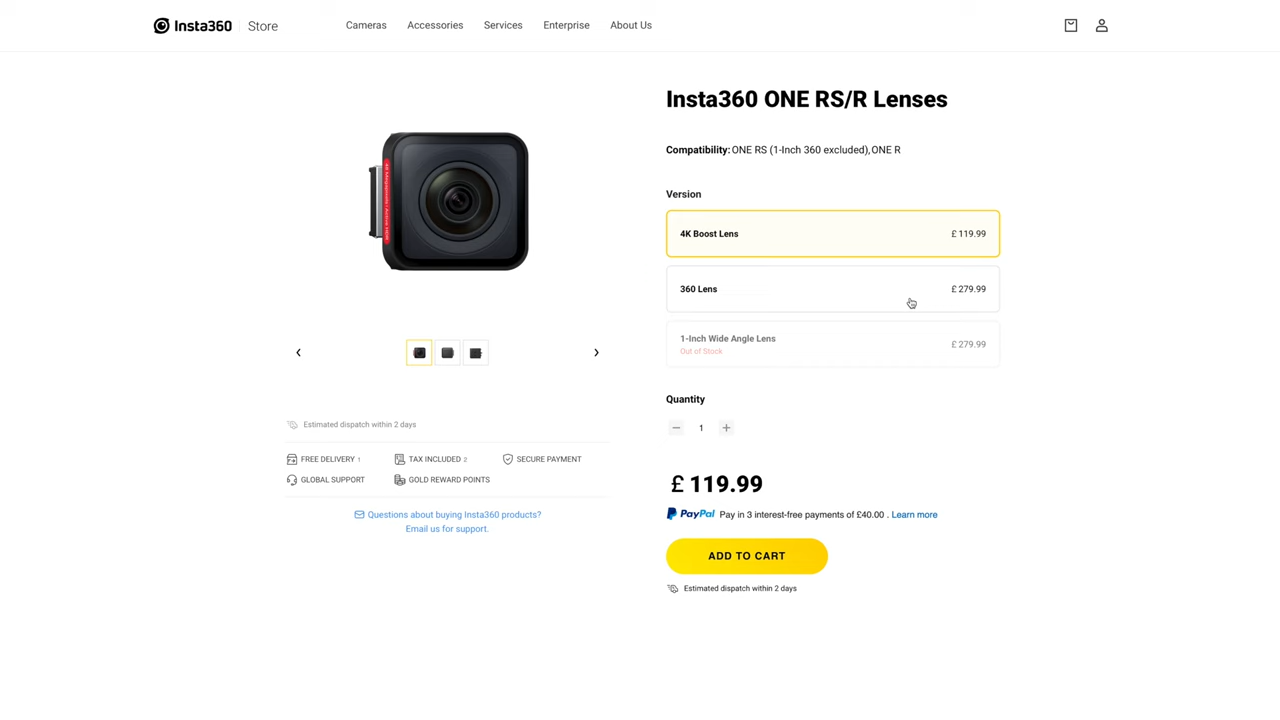 Insta360 Store
Cameras
Accessories
Services
Enterprise
About Us
Insta360 ONE RS/R Lenses
Compatibility: ONE RS (1-Inch 360 excluded), ONE R
Version
4K Boost Lens £ 119.99
360 Lens £ 279.99
1-Inch Wide Angle Lens £ 279.99
Out of Stock
Quantity
1
£ 119.99
PayPal Pay in 3 interest-free payments of £40.00 . Learn more
ADD TO CART
Estimated dispatch within 2 days
Estimated dispatch within 2 days
FREE DELIVERY 1
TAX INCLUDED 2
SECURE PAYMENT
GLOBAL SUPPORT
GOLD REWARD POINTS
Questions about buying Insta360 products?
Email us for support.